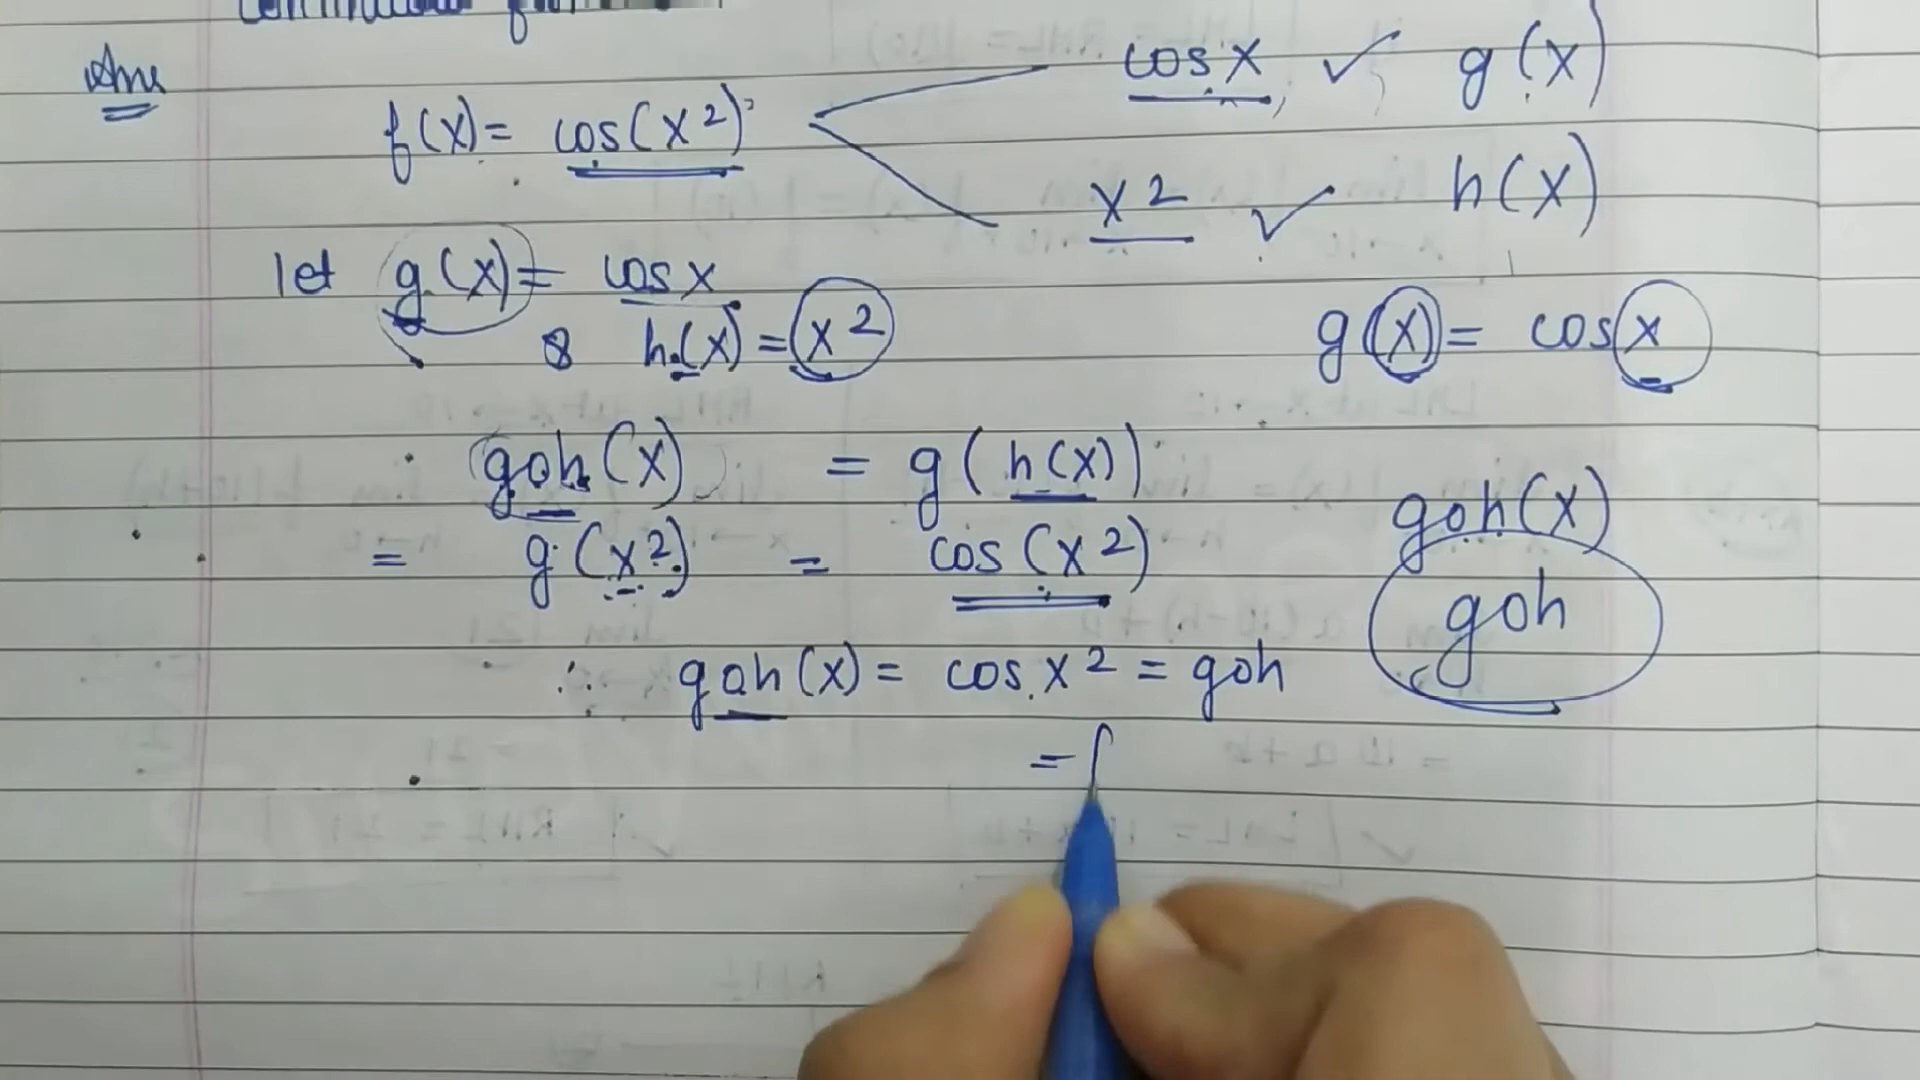 Ans
f(x) = cos(x²)
cos x ✓ g(x)
x² ✓ h(x)
let g(x) = cos x
& h(x) = x²
g(x) = cos x
goh(x) = g(h(x))
goh(x)
= g(x²) = cos(x²)
goh
∴ goh(x) = cos x² = goh
= f